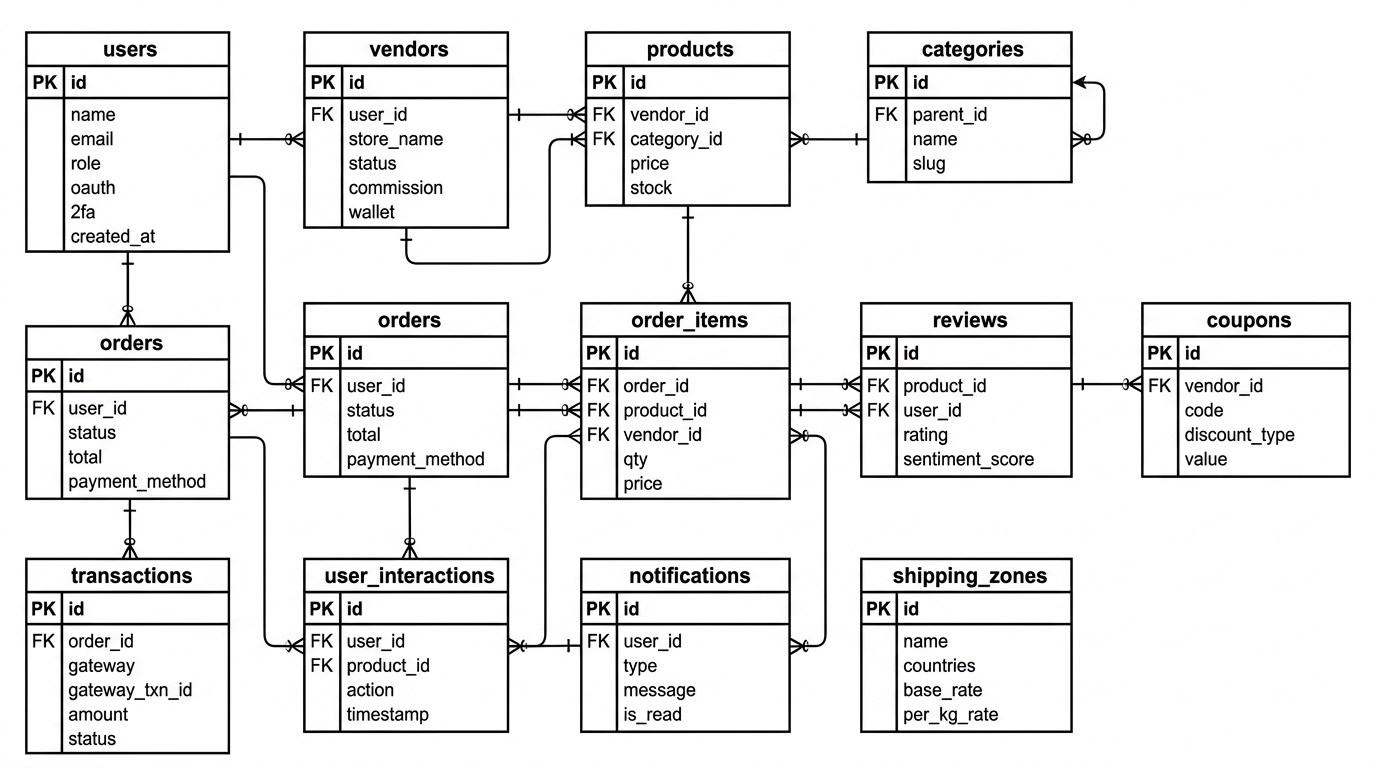 users
PK id
name
email
role
oauth
2fa
created_at
vendors
PK id
FK user_id
store_name
status
commission
wallet
products
PK id
FK vendor_id
FK category_id
price
stock
categories
PK id
FK parent_id
name
slug
orders
PK id
FK user_id
status
total
payment_method
orders
PK id
FK user_id
status
total
payment_method
order_items
PK id
FK order_id
FK product_id
FK vendor_id
qty
price
reviews
PK id
FK product_id
FK user_id
rating
sentiment_score
coupons
PK id
FK vendor_id
code
discount_type
value
transactions
PK id
FK order_id
gateway
gateway_txn_id
amount
status
user_interactions
PK id
FK user_id
FK product_id
action
timestamp
notifications
PK id
FK user_id
type
message
is_read
shipping_zones
PK id
name
countries
base_rate
per_kg_rate